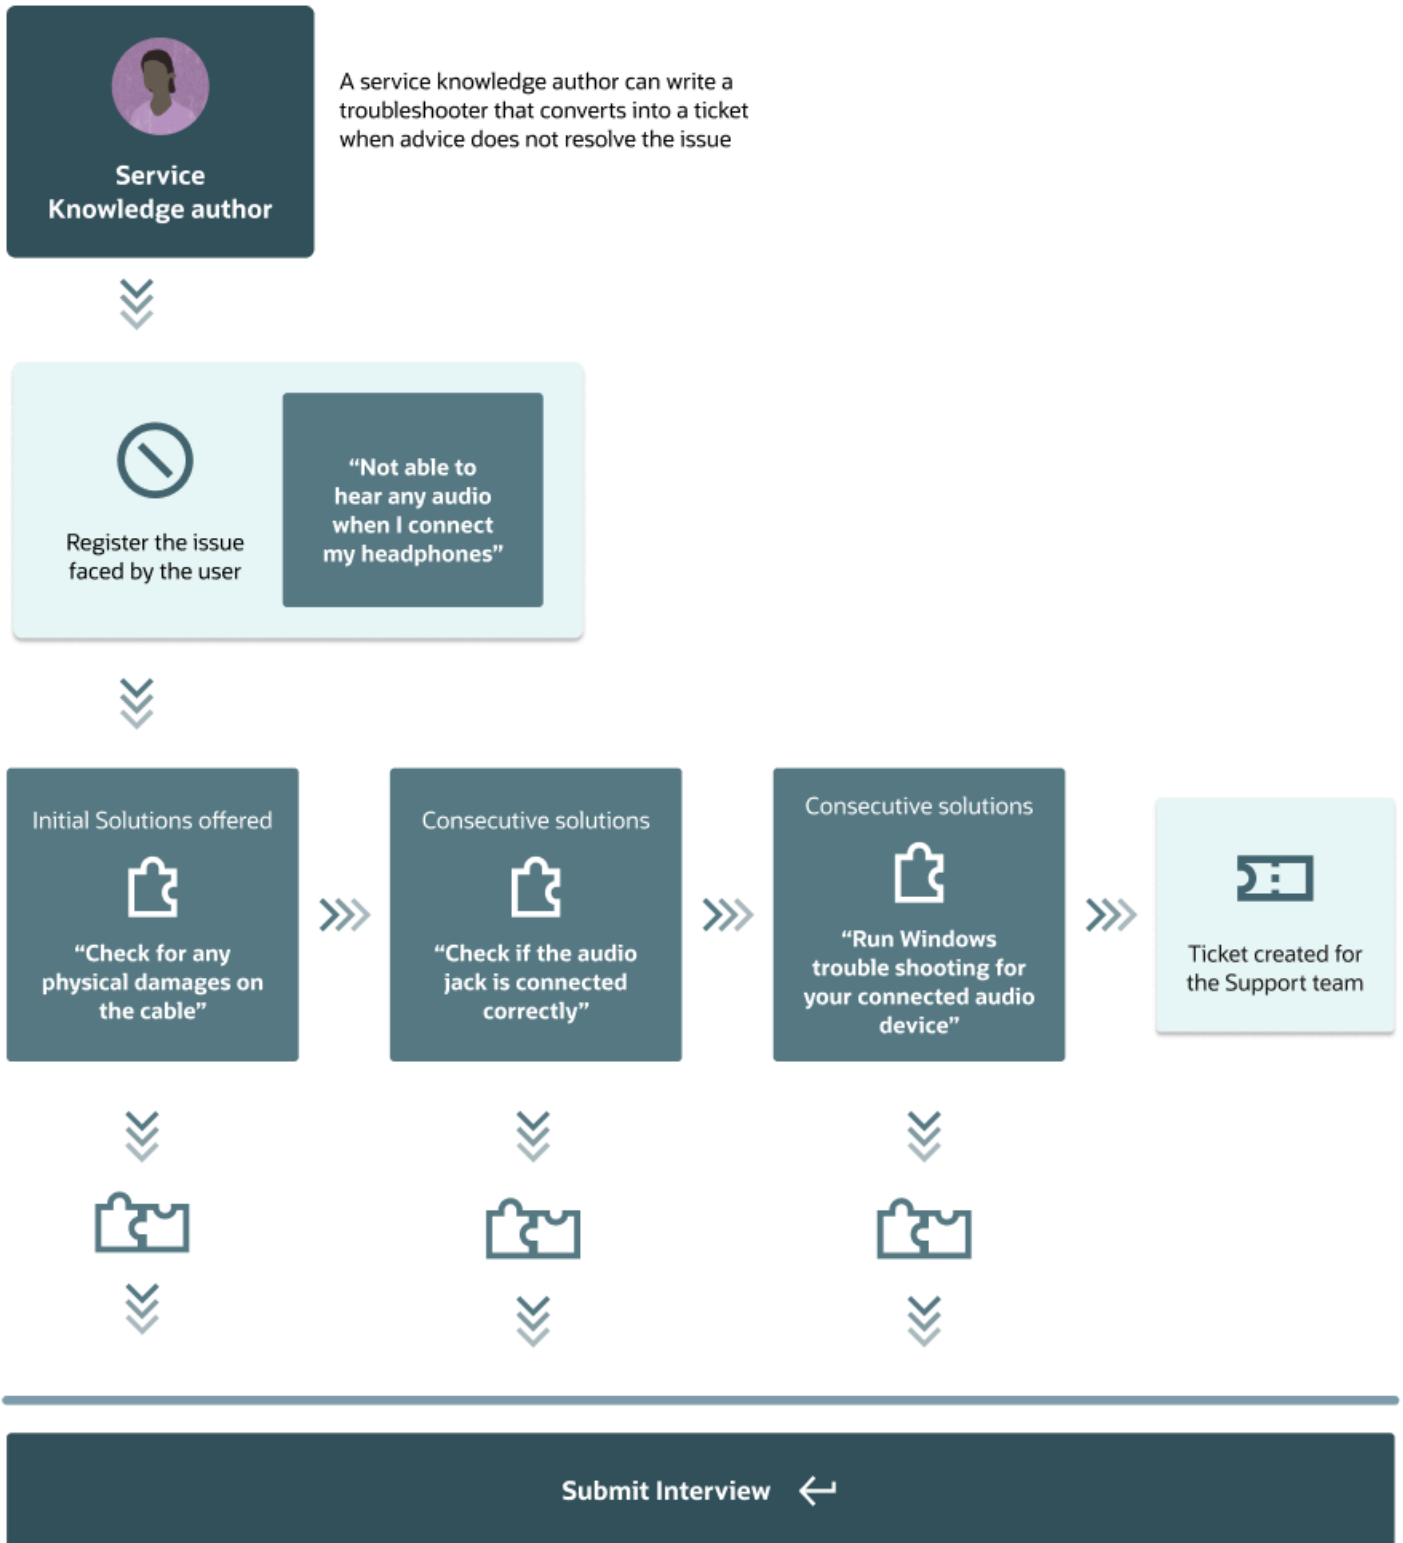 Service
Knowledge author
A service knowledge author can write a
troubleshooter that converts into a ticket
when advice does not resolve the issue
Register the issue
faced by the user
“Not able to
hear any audio
when I connect
my headphones”
Initial Solutions offered
“Check for any
physical damages on
the cable”
Consecutive solutions
“Check if the audio
jack is connected
correctly”
Consecutive solutions
“Run Windows
trouble shooting for
your connected audio
device”
Ticket created for
the Support team
Submit Interview